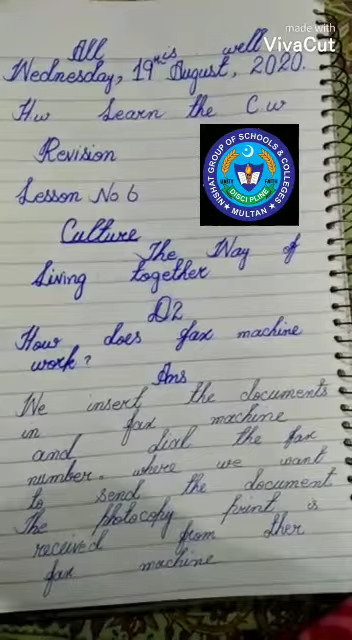 made with
VivaCut
All is well
Wednesday, 19th August, 2020.
H.w Learn the C.w
Revision
NISHAT GROUP OF SCHOOLS & COLLEGES
UNITY FAITH
DISCIPLINE
MULTAN
Lesson No 6
Culture
The Way of
Living together
Q2
How does fax machine
work?
Ans
We insert the documents
in fax machine
and dial the fax
number. where we want
to send the document
The photocopy print is
received from other
fax machine